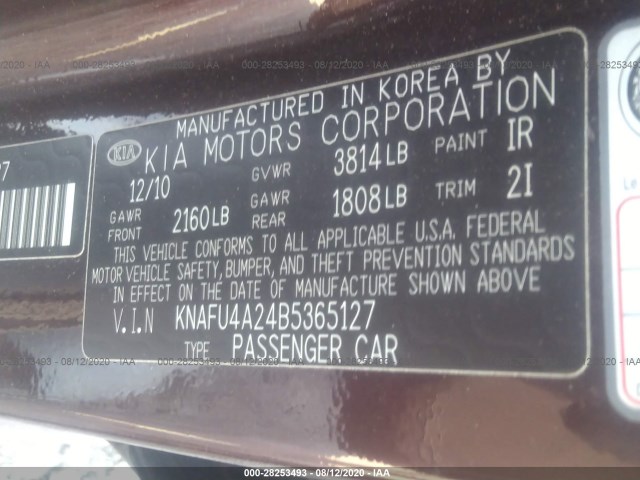 MANUFACTURED IN KOREA BY
KIA KIA MOTORS CORPORATION
12/10 GVWR 3814LB PAINT IR
GAWR FRONT 2160LB GAWR REAR 1808LB TRIM 2I
THIS VEHICLE CONFORMS TO ALL APPLICABLE U.S.A. FEDERAL
MOTOR VEHICLE SAFETY, BUMPER, AND THEFT PREVENTION STANDARDS
IN EFFECT ON THE DATE OF MANUFACTURE SHOWN ABOVE
V.I.N KNAFU4A24B5365127
TYPE PASSENGER CAR
000-28253493 - 08/12/2020 - IAA